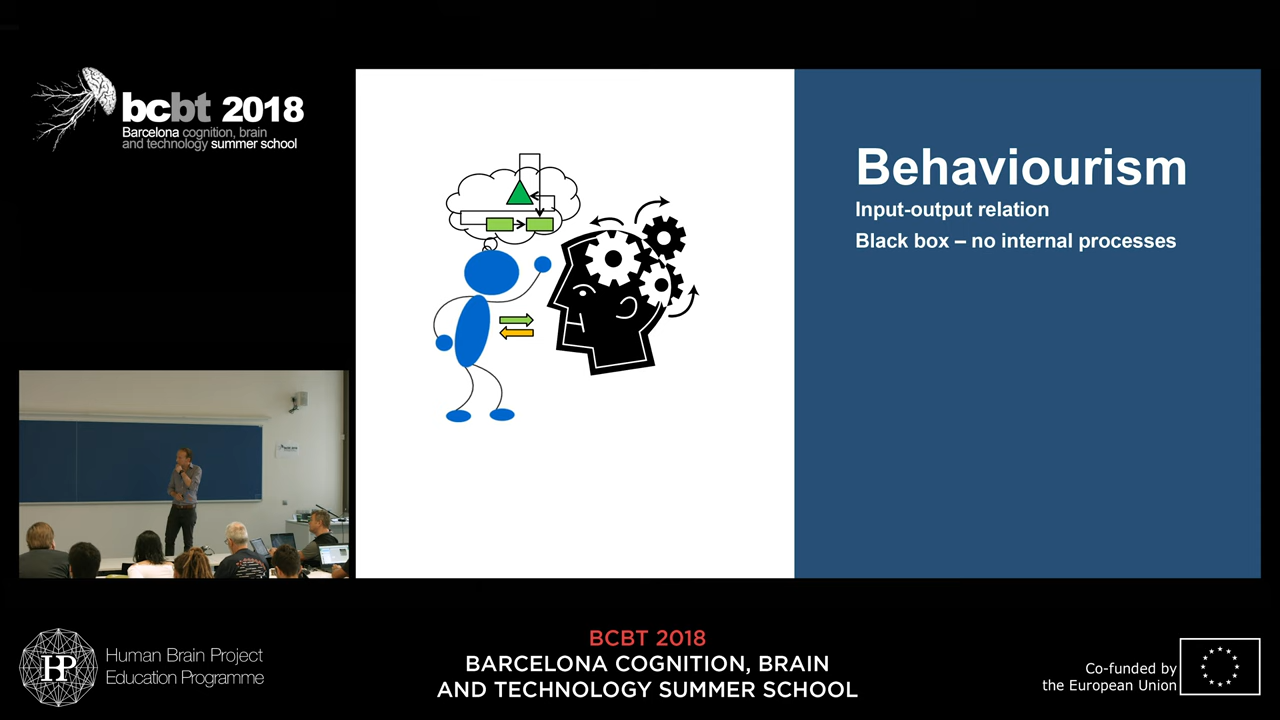 bcbt 2018
Barcelona cognition, brain
and technology summer school
Behaviourism
Input-output relation
Black box – no internal processes
HP
Human Brain Project
Education Programme
BCBT 2018
BARCELONA COGNITION, BRAIN
AND TECHNOLOGY SUMMER SCHOOL
Co-funded by
the European Union